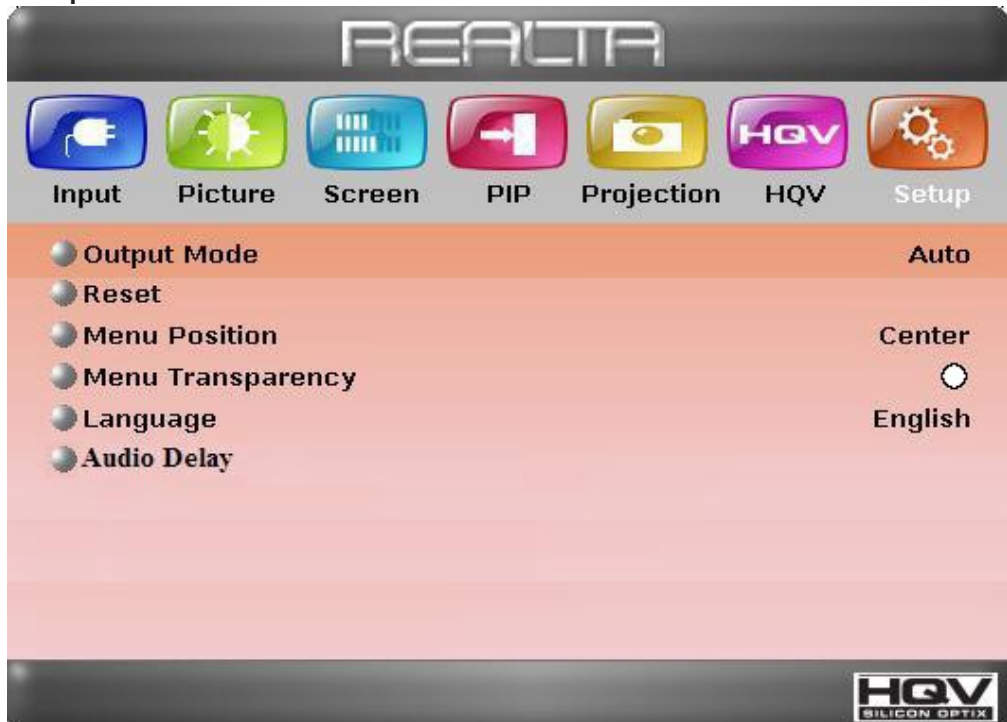 REALTA
HQV
Input Picture Screen PIP Projection HQV Setup
Output Mode Auto
Reset
Menu Position Center
Menu Transparency
Language English
Audio Delay
HQV
SILICON OPTIX